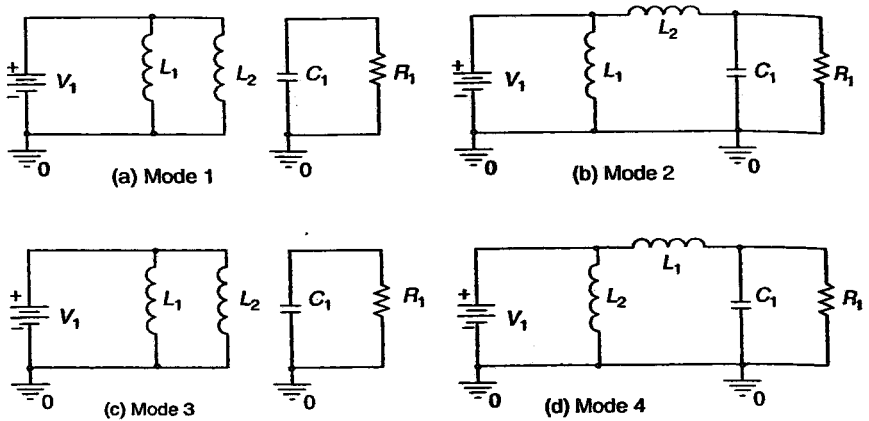 +
V1
L1
L2
C1
R1
0
0
(a) Mode 1
+
V1
L1
L2
C1
R1
0
0
(b) Mode 2
+
V1
L1
L2
C1
R1
0
0
(c) Mode 3
+
V1
L2
L1
C1
R1
0
0
(d) Mode 4